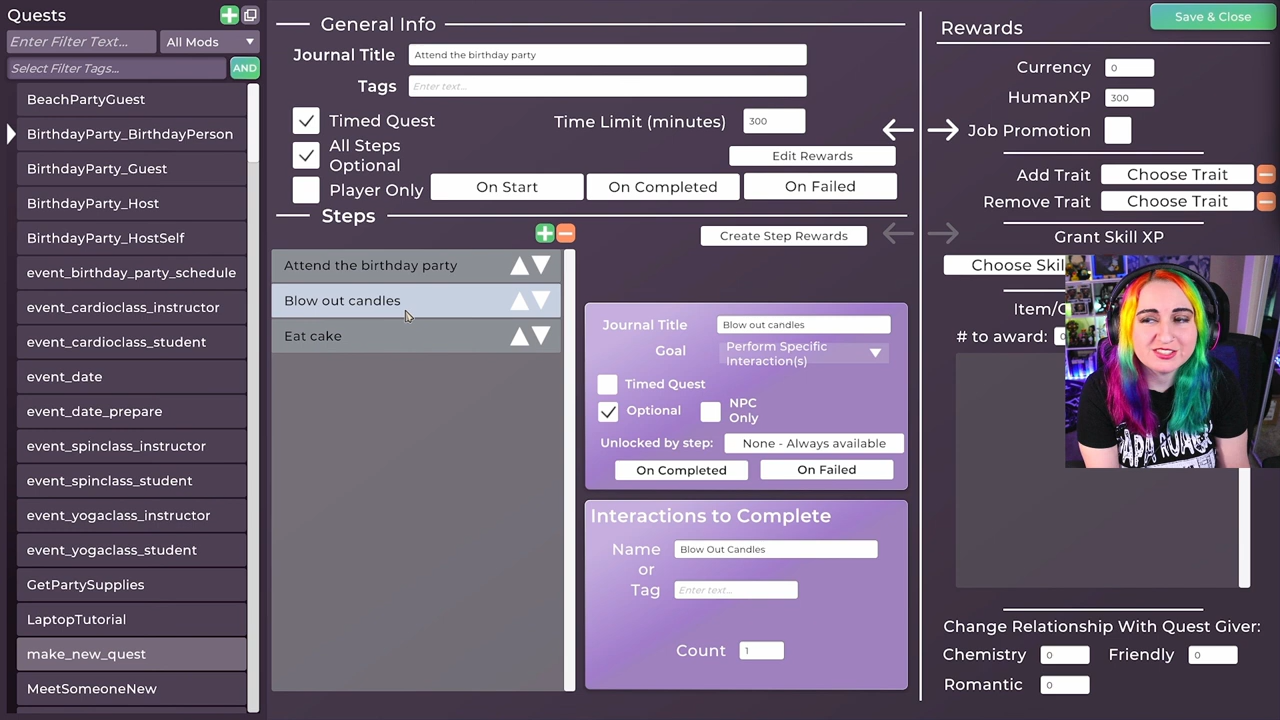 Quests
Enter Filter Text...
All Mods
Select Filter Tags...
AND
BeachPartyGuest
BirthdayParty_BirthdayPerson
BirthdayParty_Guest
BirthdayParty_Host
BirthdayParty_HostSelf
event_birthday_party_schedule
event_cardioclass_instructor
event_cardioclass_student
event_date
event_date_prepare
event_spinclass_instructor
event_spinclass_student
event_yogaclass_instructor
event_yogaclass_student
GetPartySupplies
LaptopTutorial
make_new_quest
MeetSomeoneNew
General Info
Journal Title
Attend the birthday party
Tags
Enter text...
Timed Quest
Time Limit (minutes)
300
All Steps
Optional
Edit Rewards
Player Only
On Start
On Completed
On Failed
Steps
Create Step Rewards
Attend the birthday party
Blow out candles
Eat cake
Journal Title
Blow out candles
Goal
Perform Specific
Interaction(s)
Timed Quest
Optional
NPC
Only
Unlocked by step:
None - Always available
On Completed
On Failed
Interactions to Complete
Name
Blow Out Candles
or
Tag
Enter text...
Count
1
Save & Close
Rewards
Currency
0
HumanXP
300
Job Promotion
Add Trait
Choose Trait
Remove Trait
Choose Trait
Grant Skill XP
Choose Skil
Item/
# to award:
Change Relationship With Quest Giver:
Chemistry
0
Friendly
0
Romantic
0